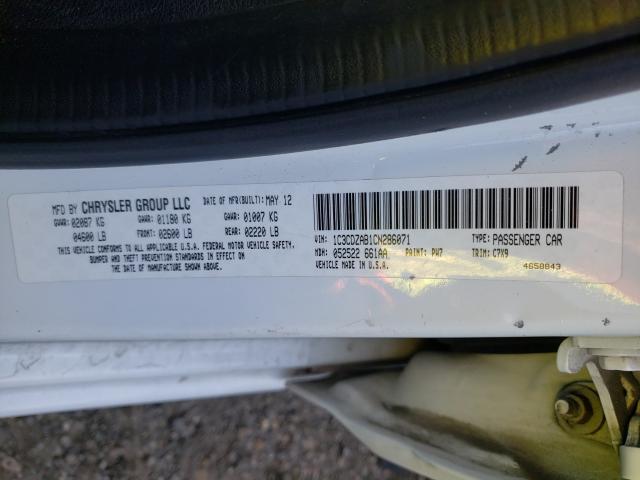 MFD BY CHRYSLER GROUP LLC DATE OF MFR(BUILT): MAY 12
GVWR: 02087 KG GAWR: 01180 KG GAWR: 01007 KG
04600 LB FRONT: 02600 LB REAR: 02220 LB
THIS VEHICLE CONFORMS TO ALL APPLICABLE U.S.A. FEDERAL MOTOR VEHICLE SAFETY,
BUMPER AND THEFT PREVENTION STANDARDS IN EFFECT ON
THE DATE OF MANUFACTURE SHOWN ABOVE.
VIN: 1C3CDZAB1CN286071 TYPE: PASSENGER CAR
MDH: 052522 661AA PAINT: PW7 TRIM: C7X9
VEHICLE MADE IN U.S.A. 4650843